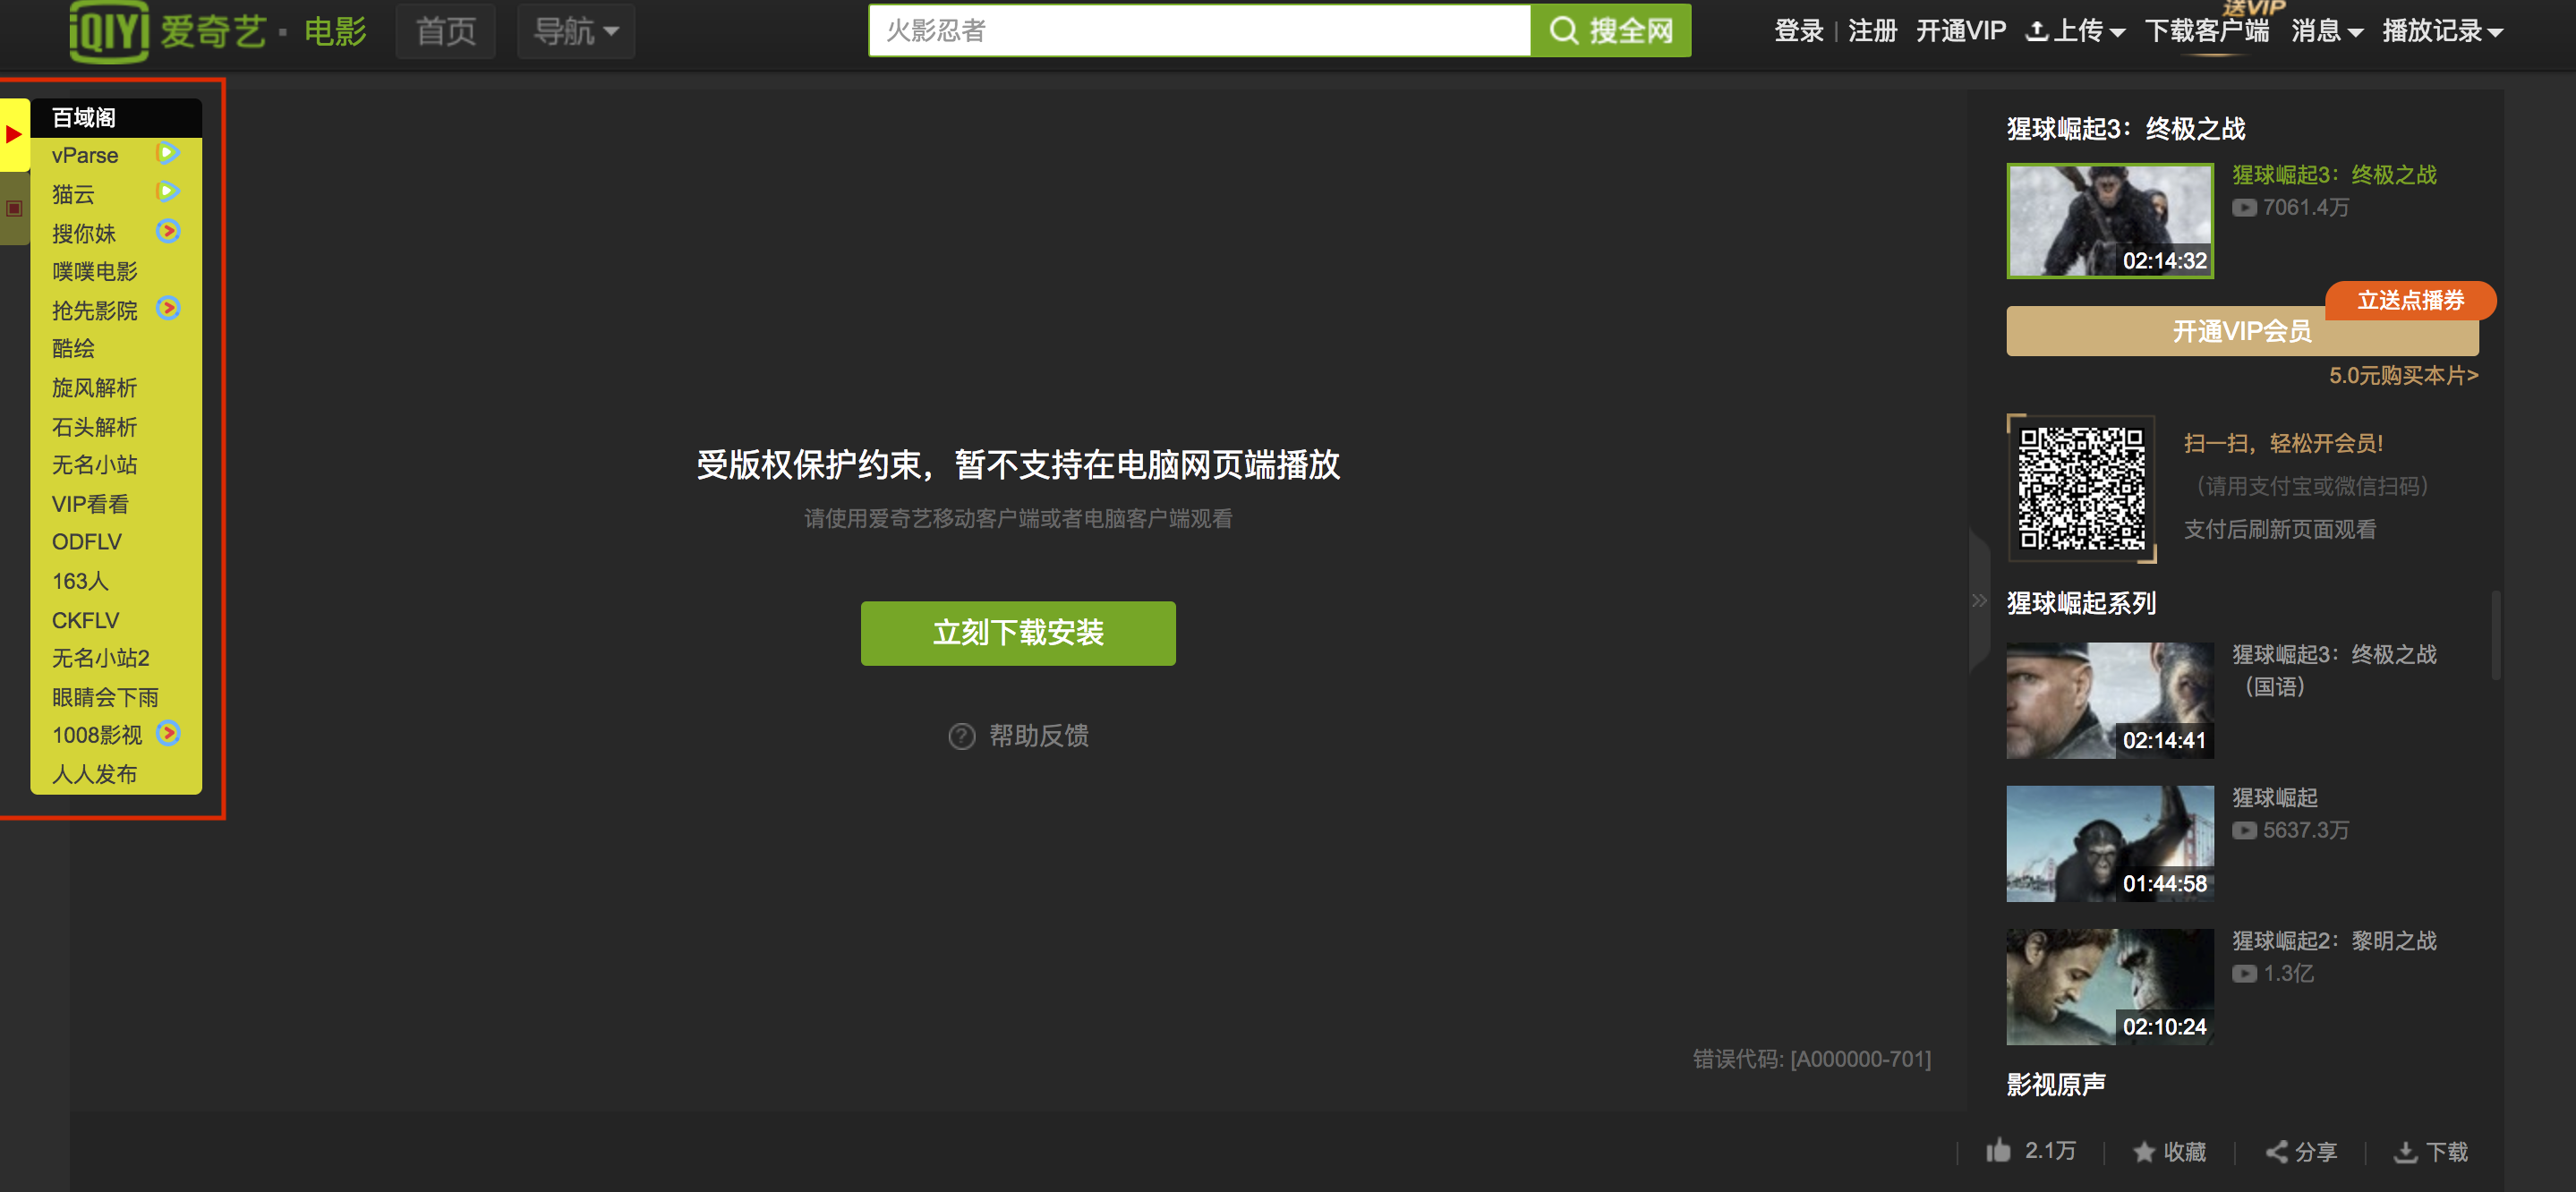 iQIYI 爱奇艺 · 电影
首页
导航
火影忍者
搜全网
登录
注册
开通VIP
上传
送VIP
下载客户端
消息
播放记录
百域阁
vParse
猫云
搜你妹
噗噗电影
抢先影院
酷绘
旋风解析
石头解析
无名小站
VIP看看
ODFLV
163人
CKFLV
无名小站2
眼睛会下雨
1008影视
人人发布
受版权保护约束，暂不支持在电脑网页端播放
请使用爱奇艺移动客户端或者电脑客户端观看
立刻下载安装
帮助反馈
错误代码: [A000000-701]
猩球崛起3：终极之战
猩球崛起3：终极之战
7061.4万
02:14:32
立送点播券
开通VIP会员
5.0元购买本片>
扫一扫，轻松开会员!
（请用支付宝或微信扫码）
支付后刷新页面观看
猩球崛起系列
猩球崛起3：终极之战
（国语）
02:14:41
猩球崛起
5637.3万
01:44:58
猩球崛起2：黎明之战
1.3亿
02:10:24
影视原声
2.1万
收藏
分享
下载